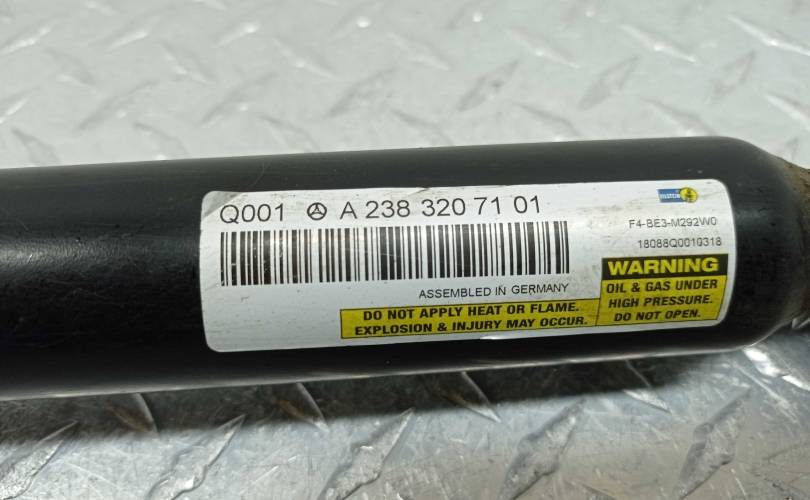 Q001 A 238 320 71 01
BILSTEIN
F4-BE3-M292W0
18088Q0010318
ASSEMBLED IN GERMANY
WARNING
OIL & GAS UNDER
HIGH PRESSURE.
DO NOT OPEN.
DO NOT APPLY HEAT OR FLAME.
EXPLOSION & INJURY MAY OCCUR.